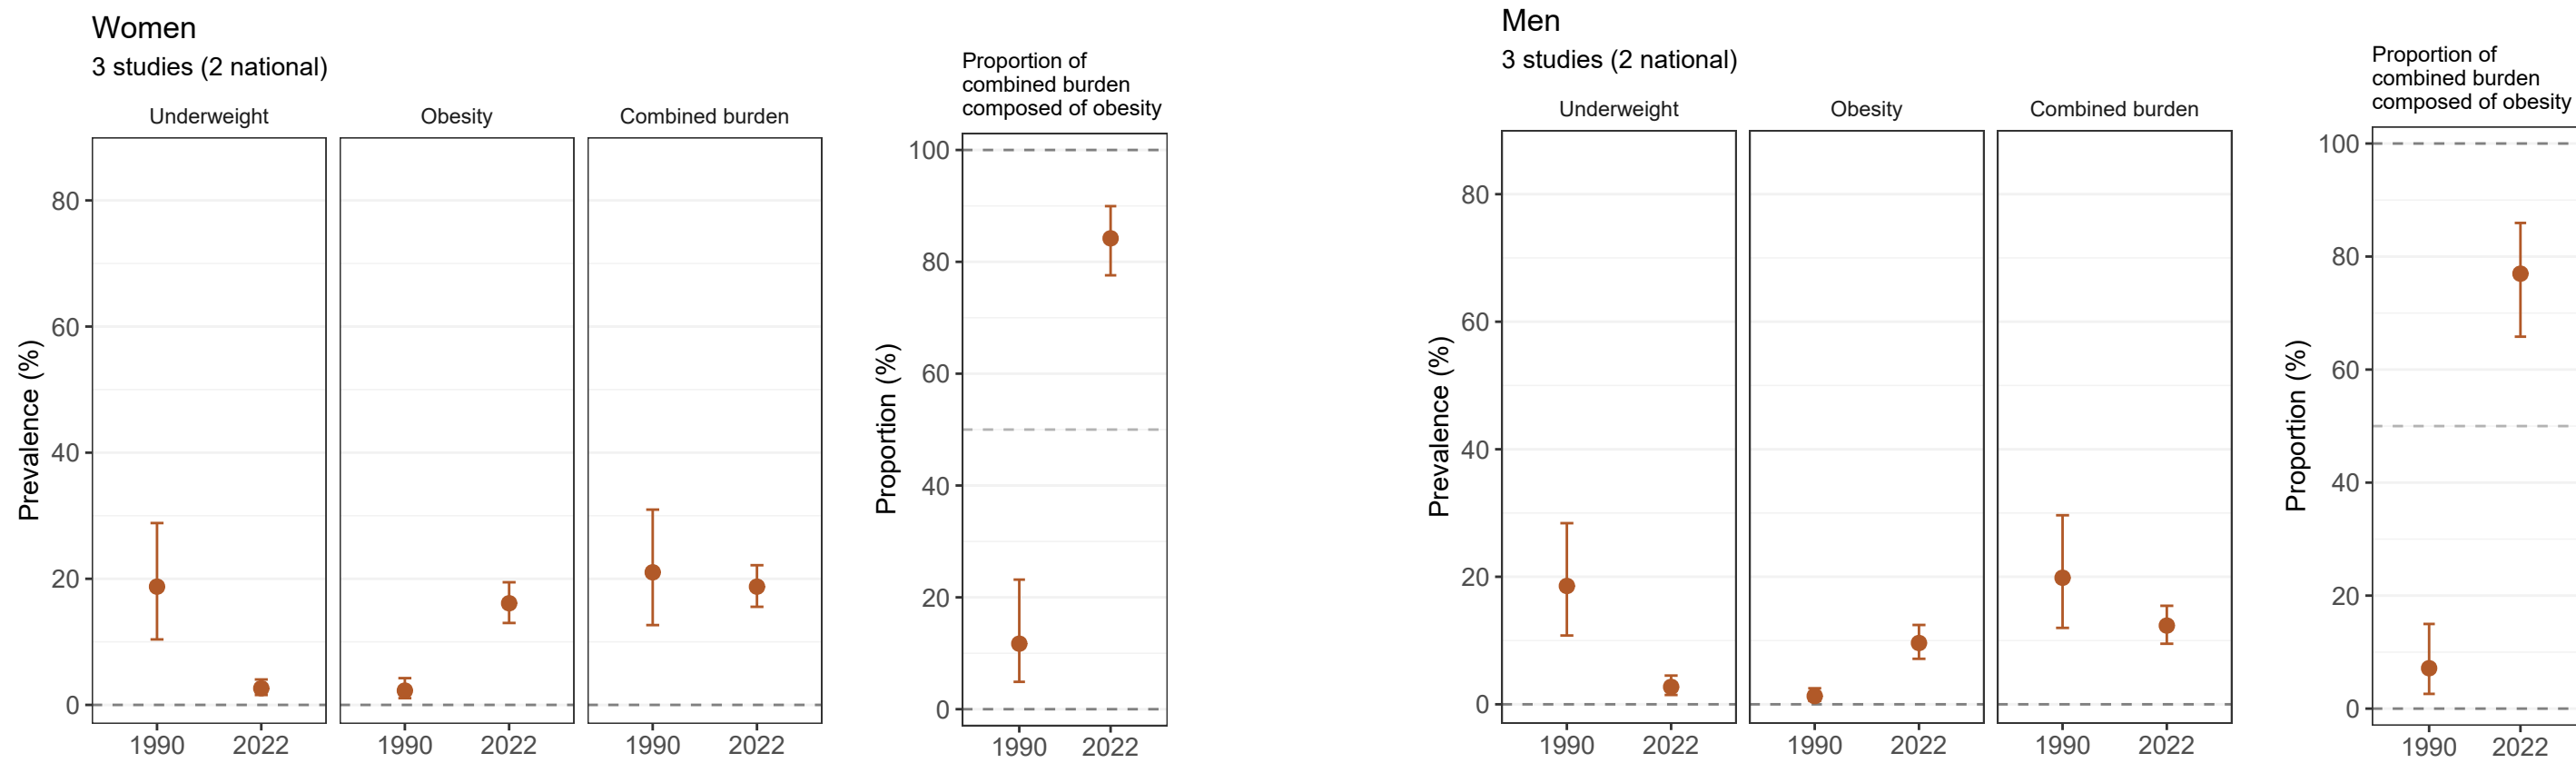 Women
3 studies (2 national)
Underweight
Obesity
Combined burden
Prevalence (%)
80
60
40
20
0
1990 2022
1990 2022
1990 2022
Proportion of
combined burden
composed of obesity
Proportion (%)
100
80
60
40
20
0
1990 2022
Men
3 studies (2 national)
Underweight
Obesity
Combined burden
Prevalence (%)
80
60
40
20
0
1990 2022
1990 2022
1990 2022
Proportion of
combined burden
composed of obesity
Proportion (%)
100
80
60
40
20
0
1990 2022